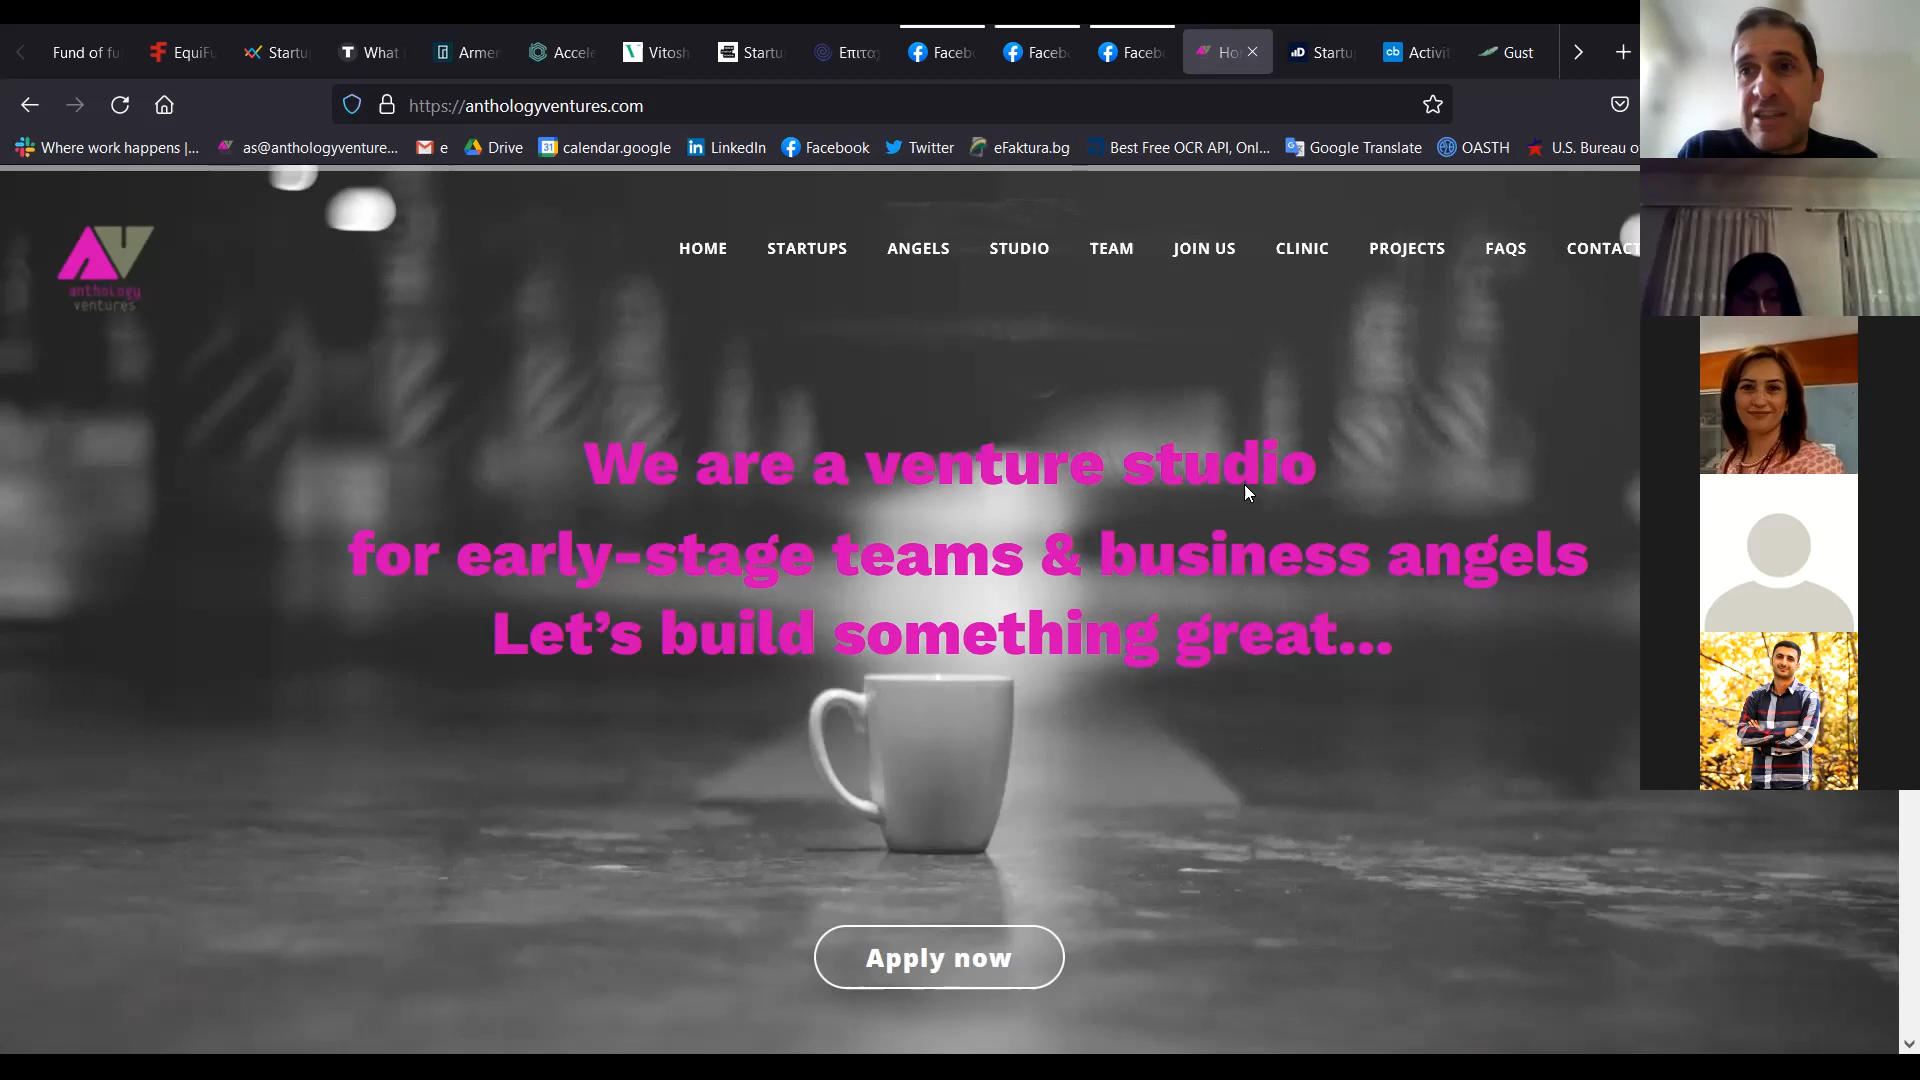 Fund of fu
EquiFu
Startu
What i
Armen
Accele
Vitosh
Startu
Επιτα
Facebo
Facebo
Facebo
Ho
Startu
Activit
Gust
https://anthologyventures.com
Where work happens |...
as@anthologyventure...
e
Drive
calendar.google
LinkedIn
Facebook
Twitter
eFaktura.bg
Best Free OCR API, Onl...
Google Translate
OASTH
U.S. Bureau o
HOME
STARTUPS
ANGELS
STUDIO
TEAM
JOIN US
CLINIC
PROJECTS
FAQS
CONTACT
anthology
ventures
We are a venture studio
for early-stage teams & business angels
Let’s build something great...
Apply now